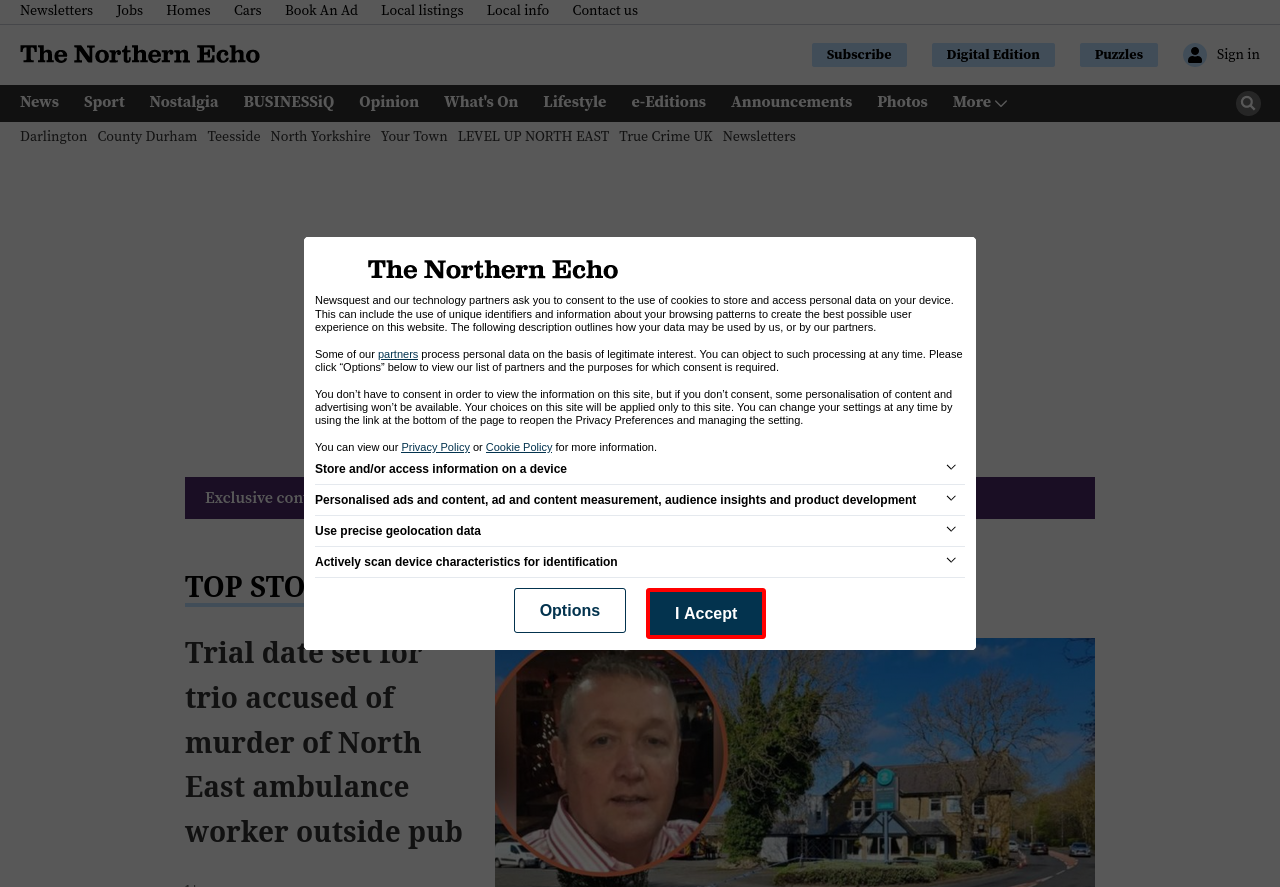 Newsletters Jobs Homes Cars Book An Ad Local listings Local info Contact us
The Northern Echo
Subscribe Digital Edition Puzzles Sign in
News Sport Nostalgia BUSINESSiQ Opinion What's On Lifestyle e-Editions Announcements Photos More
Darlington County Durham Teesside North Yorkshire Your Town LEVEL UP NORTH EAST True Crime UK Newsletters
The Northern Echo
Newsquest and our technology partners ask you to consent to the use of cookies to store and access personal data on your device.
This can include the use of unique identifiers and information about your browsing patterns to create the best possible user
experience on this website. The following description outlines how your data may be used by us, or by our partners.
Some of our partners process personal data on the basis of legitimate interest. You can object to such processing at any time. Please
click “Options” below to view our list of partners and the purposes for which consent is required.
You don’t have to consent in order to view the information on this site, but if you don’t consent, some personalisation of content and
advertising won’t be available. Your choices on this site will be applied only to this site. You can change your settings at any time by
using the link at the bottom of the page to reopen the Privacy Preferences and managing the setting.
You can view our Privacy Policy or Cookie Policy for more information.
Store and/or access information on a device
Personalised ads and content, ad and content measurement, audience insights and product development
Use precise geolocation data
Actively scan device characteristics for identification
Options I Accept
Exclusive
TOP
Trial date set for
trio accused of
murder of North
East ambulance
worker outside pub